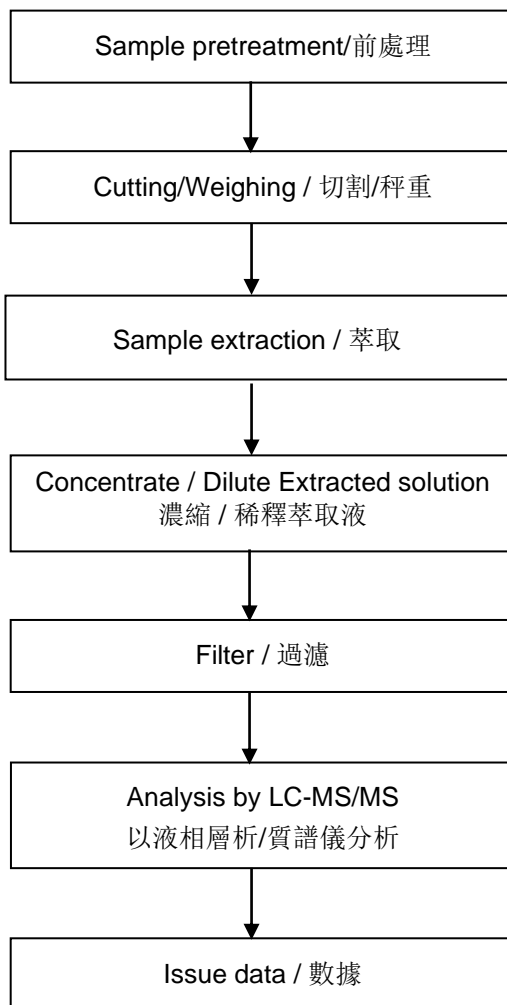 Sample pretreatment/前處理
Cutting/Weighing / 切割/秤重
Sample extraction / 萃取
Concentrate / Dilute Extracted solution
濃縮 / 稀釋萃取液
Filter / 過濾
Analysis by LC-MS/MS
以液相層析/質譜儀分析
Issue data / 數據